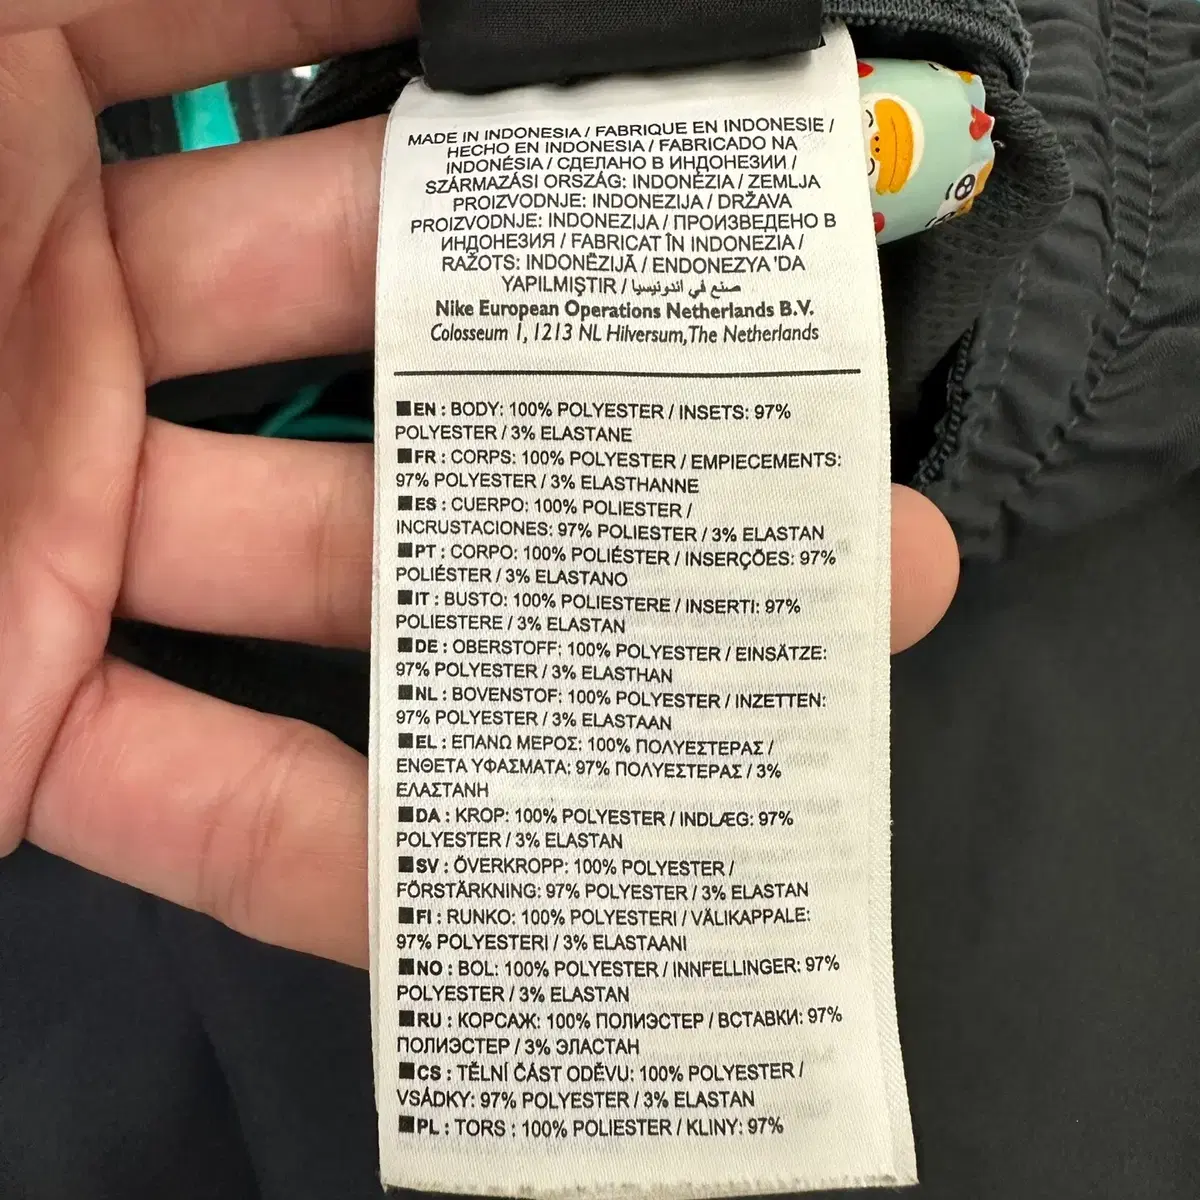 MADE IN INDONESIA / FABRIQUE EN INDONESIE /
HECHO EN INDONESIA / FABRICADO NA
INDONÉSIA / СДЕЛАНО В ИНДОНЕЗИИ /
SZÁRMAZÁSI ORSZÁG: INDONÉZIA / ZEMLJA
PROIZVODNJE: INDONEZIJA / DRŽAVA
PROIZVODNJE: INDONEZIJA / ПРОИЗВЕДЕНО В
ИНДОНЕЗИЯ / FABRICAT ÎN INDONEZIA /
RAŽOTS: INDONĒZIJĀ / ENDONEZYA 'DA
YAPILMIŞTIR / صنع في اندونيسيا
Nike European Operations Netherlands B.V.
Colosseum 1, 1213 NL Hilversum,The Netherlands
■EN : BODY: 100% POLYESTER / INSETS: 97%
POLYESTER / 3% ELASTANE
■FR : CORPS: 100% POLYESTER / EMPIECEMENTS:
97% POLYESTER / 3% ELASTHANNE
■ES : CUERPO: 100% POLIESTER /
INCRUSTACIONES: 97% POLIESTER / 3% ELASTAN
■PT : CORPO: 100% POLIÉSTER / INSERÇÕES: 97%
POLIÉSTER / 3% ELASTANO
■IT : BUSTO: 100% POLIESTERE / INSERTI: 97%
POLIESTERE / 3% ELASTAN
■DE : OBERSTOFF: 100% POLYESTER / EINSÄTZE:
97% POLYESTER / 3% ELASTHAN
■NL : BOVENSTOF: 100% POLYESTER / INZETTEN:
97% POLYESTER / 3% ELASTAAN
■EL : ΕΠΑΝΩ ΜΕΡΟΣ: 100% ΠΟΛΥΕΣΤΕΡΑΣ /
ΕΝΘΕΤΑ ΥΦΑΣΜΑΤΑ: 97% ΠΟΛΥΕΣΤΕΡΑΣ / 3%
ΕΛΑΣΤΑΝΗ
■DA : KROP: 100% POLYESTER / INDLÆG: 97%
POLYESTER / 3% ELASTAN
■SV : ÖVERKROPP: 100% POLYESTER /
FÖRSTÄRKNING: 97% POLYESTER / 3% ELASTAN
■FI : RUNKO: 100% POLYESTERI / VÄLIKAPPALE:
97% POLYESTERI / 3% ELASTAANI
■NO : BOL: 100% POLYESTER / INNFELLINGER: 97%
POLYESTER / 3% ELASTAN
■RU : КОРСАЖ: 100% ПОЛИЭСТЕР / ВСТАВКИ: 97%
ПОЛИЭСТЕР / 3% ЭЛАСТАН
■CS : TĚLNÍ ČÁST ODĚVU: 100% POLYESTER /
VSÁDKY: 97% POLYESTER / 3% ELASTAN
■PL : TORS : 100% POLIESTER / KLINY: 97%